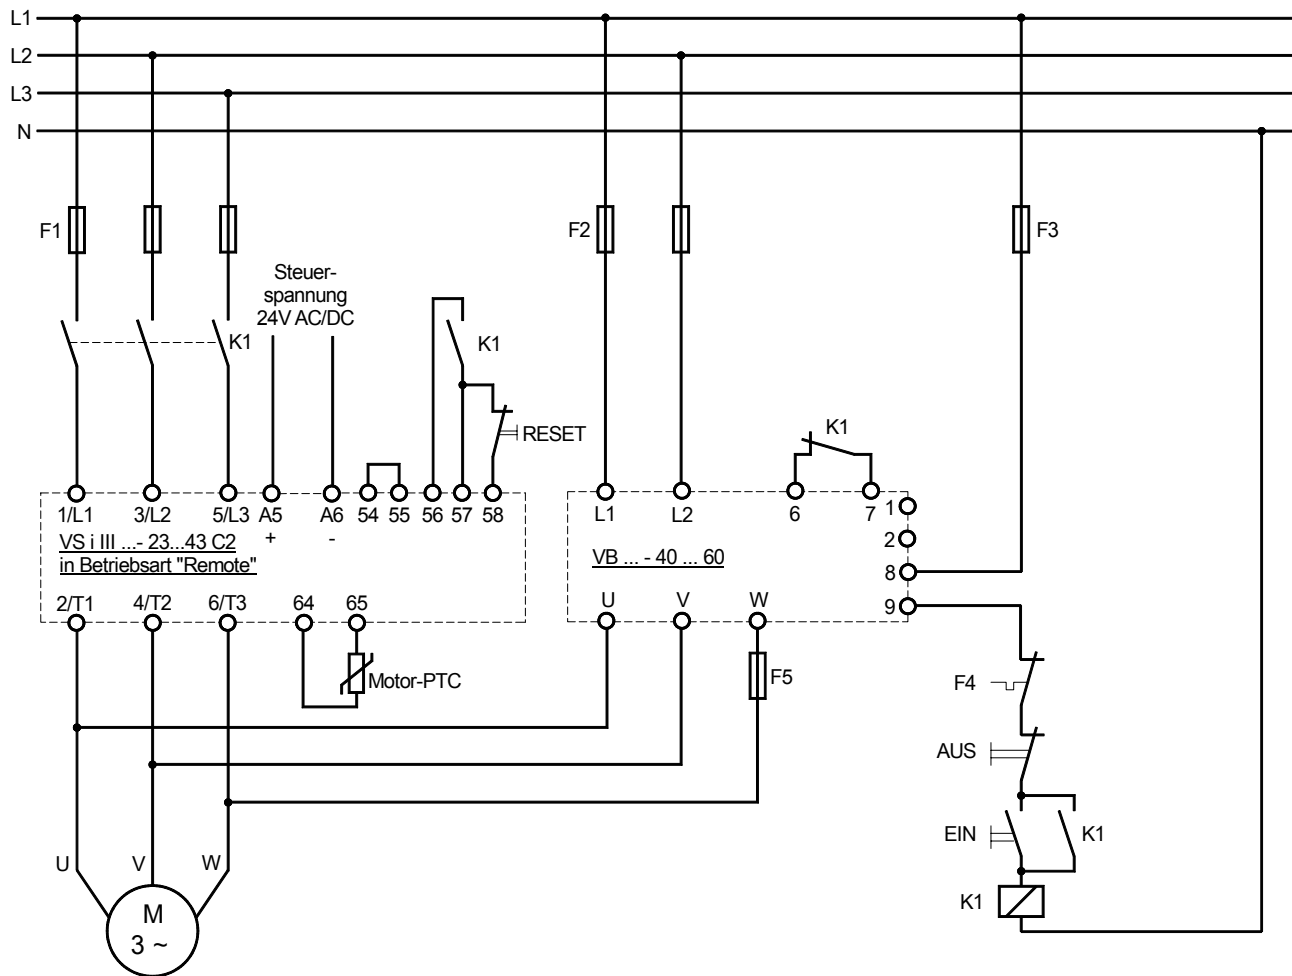 L1
L2
L3
N
F1
F2
F3
Steuer-
spannung
24V AC/DC
K1
K1
RESET
K1
1/L1 3/L2 5/L3 A5 A6 54 55 56 57 58
+ -
L1 L2 6 7 1
2
8
9
VS i III ...- 23...43 C2
in Betriebsart "Remote"
VB ... - 40 ... 60
2/T1 4/T2 6/T3 64 65
U V W
Motor-PTC
F5
F4
AUS
EIN
K1
K1
U V W
M
3 ~